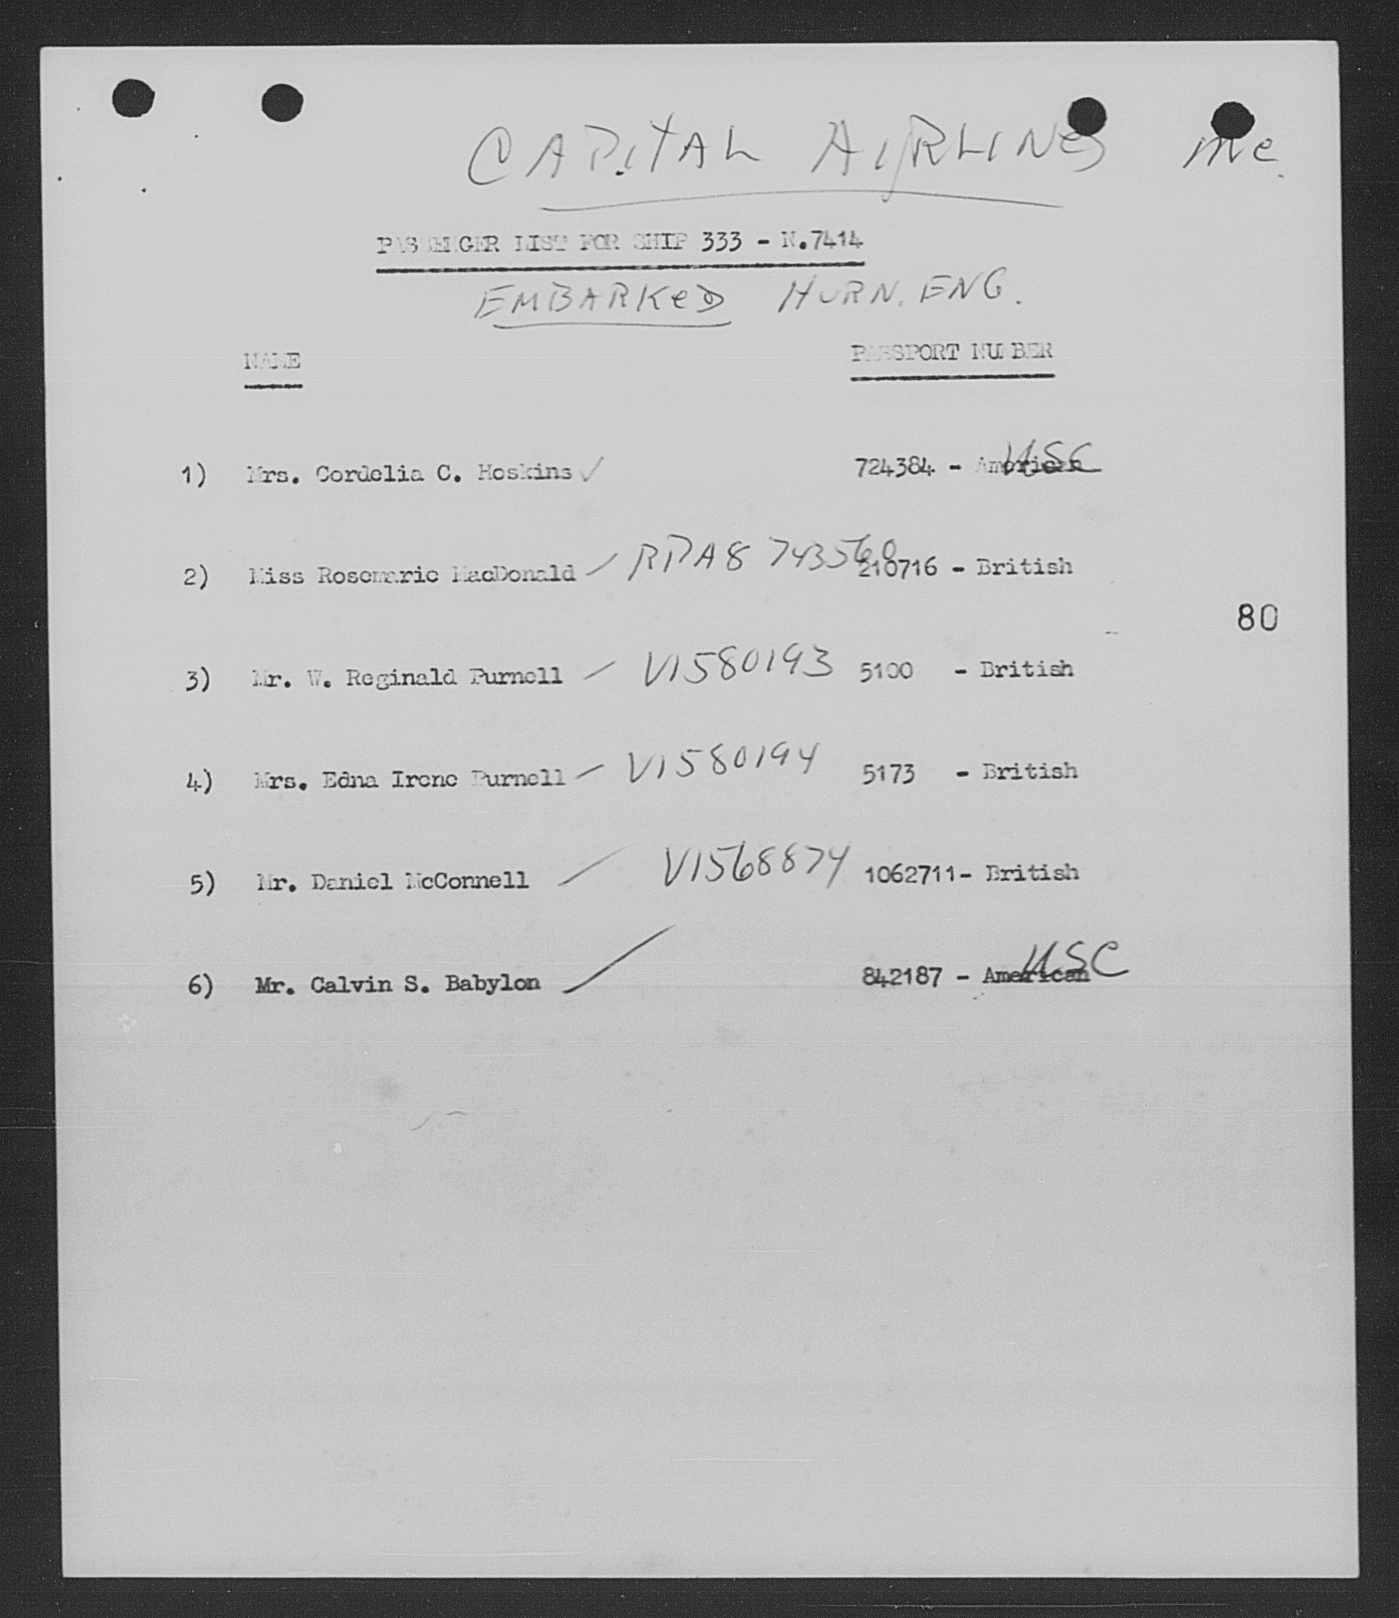 CAPITAL AIRLINES Inc.
PASSENGER LIST FOR SHIP 333 - N.7414
EMBARKED HURN. ENG.
NAME PASSPORT NUMBER
1) Mrs. Cordelia C. Hoskins ✓ 724384 - American USC
2) Miss Rosemarie MacDonald RPA8 743560 210716 - British
80
3) Mr. W. Reginald Purnell V1580193 5100 - British
4) Mrs. Edna Irene Purnell V1580194 5173 - British
5) Mr. Daniel McConnell V1568874 1062711- British
6) Mr. Calvin S. Babylon 842187 - American USC